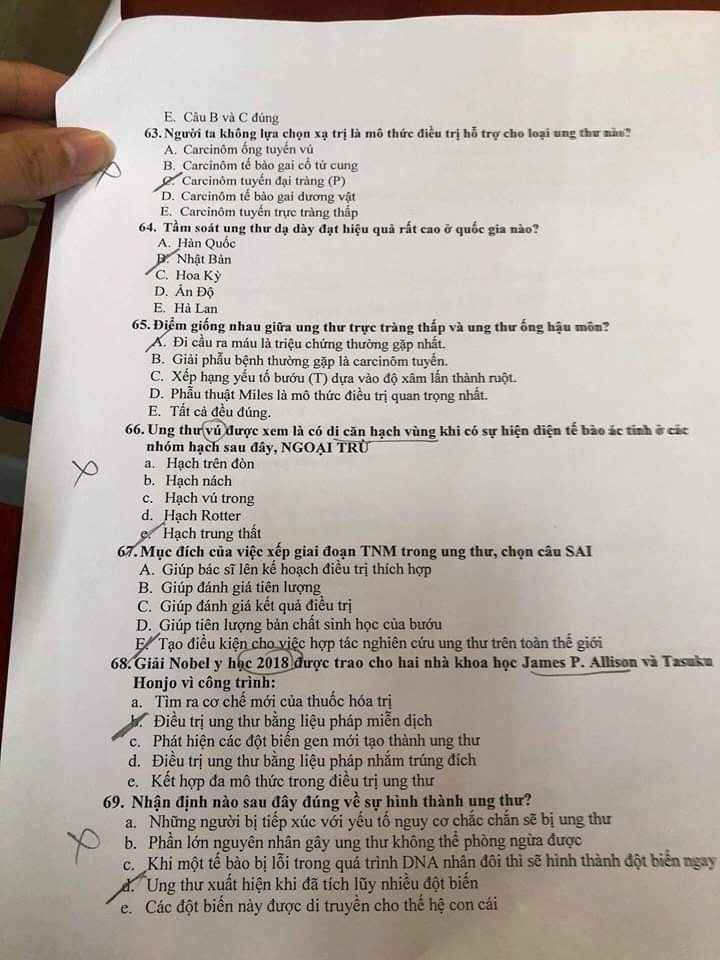 E. Câu B và C đúng
63. Người ta không lựa chọn xạ trị là mô thức điều trị hỗ trợ cho loại ung thư nào?
A. Carcinôm ống tuyến vú
B. Carcinôm tế bào gai cổ tử cung
C. Carcinôm tuyến đại tràng (P)
D. Carcinôm tế bào gai dương vật
E. Carcinôm tuyến trực tràng thấp
64. Tầm soát ung thư dạ dày đạt hiệu quả rất cao ở quốc gia nào?
A. Hàn Quốc
B. Nhật Bản
C. Hoa Kỳ
D. Ấn Độ
E. Hà Lan
65. Điểm giống nhau giữa ung thư trực tràng thấp và ung thư ống hậu môn?
A. Đi cầu ra máu là triệu chứng thường gặp nhất.
B. Giải phẫu bệnh thường gặp là carcinôm tuyến.
C. Xếp hạng yếu tố bướu (T) dựa vào độ xâm lấn thành ruột.
D. Phẫu thuật Miles là mô thức điều trị quan trọng nhất.
E. Tất cả đều đúng.
66. Ung thư vú được xem là có di căn hạch vùng khi có sự hiện diện tế bào ác tính ở các
nhóm hạch sau đây, NGOẠI TRỪ
a. Hạch trên đòn
b. Hạch nách
c. Hạch vú trong
d. Hạch Rotter
e. Hạch trung thất
67. Mục đích của việc xếp giai đoạn TNM trong ung thư, chọn câu SAI
A. Giúp bác sĩ lên kế hoạch điều trị thích hợp
B. Giúp đánh giá tiên lượng
C. Giúp đánh giá kết quả điều trị
D. Giúp tiên lượng bản chất sinh học của bướu
E. Tạo điều kiện cho việc hợp tác nghiên cứu ung thư trên toàn thế giới
68. Giải Nobel y học 2018 được trao cho hai nhà khoa học James P. Allison và Tasuku
Honjo vì công trình:
a. Tìm ra cơ chế mới của thuốc hóa trị
b. Điều trị ung thư bằng liệu pháp miễn dịch
c. Phát hiện các đột biến gen mới tạo thành ung thư
d. Điều trị ung thư bằng liệu pháp nhắm trúng đích
e. Kết hợp đa mô thức trong điều trị ung thư
69. Nhận định nào sau đây đúng về sự hình thành ung thư?
a. Những người bị tiếp xúc với yếu tố nguy cơ chắc chắn sẽ bị ung thư
b. Phần lớn nguyên nhân gây ung thư không thể phòng ngừa được
c. Khi một tế bào bị lỗi trong quá trình DNA nhân đôi thì sẽ hình thành đột biến ngay
d. Ung thư xuất hiện khi đã tích lũy nhiều đột biến
e. Các đột biến này được di truyền cho thế hệ con cái